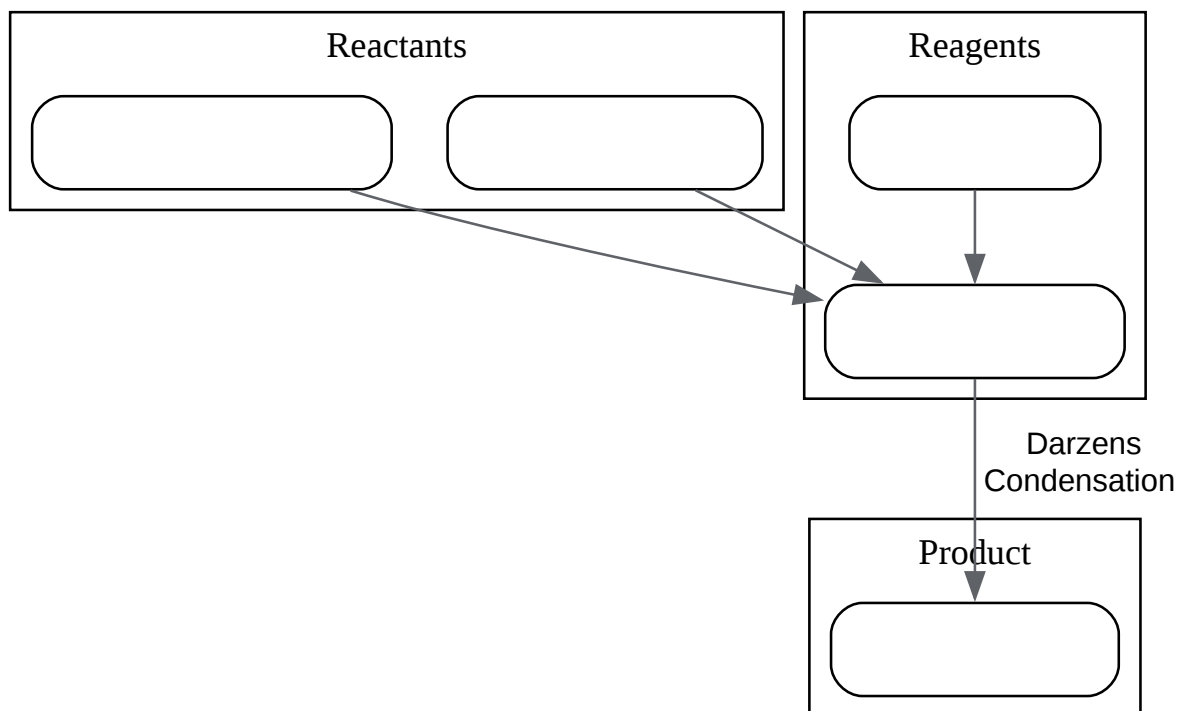 Reactants
Reagents
Darzens
Condensation
Product